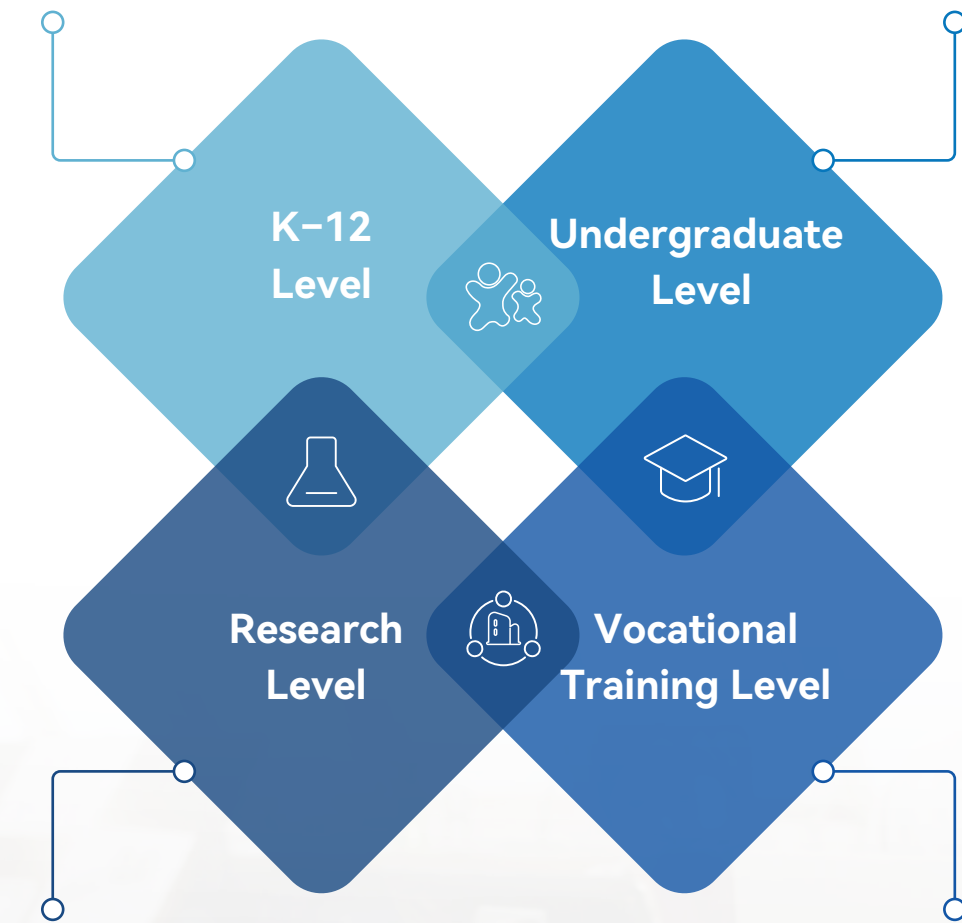 K-12
Level
Undergraduate
Level
Research
Level
Vocational
Training Level